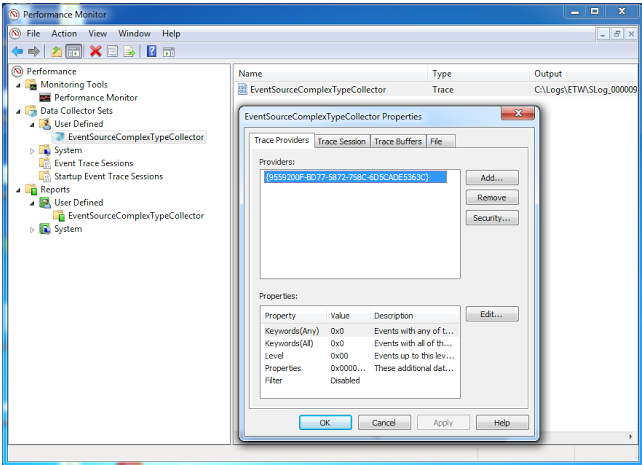 Performance Monitor
File Action View Window Help
Performance
Monitoring Tools
Performance Monitor
Data Collector Sets
User Defined
EventSourceComplexTypeCollector
System
Event Trace Sessions
Startup Event Trace Sessions
Reports
User Defined
EventSourceComplexTypeCollector
System
Name Type Output
EventSourceComplexTypeCollector Trace C:\Logs\ETW\SLog_000009
EventSourceComplexTypeCollector Properties
Trace Providers Trace Session Trace Buffers File
Providers:
{9559200F-BD77-5872-758C-6D5CADE5363C}
Add...
Remove
Security...
Properties:
Property Value Description
Keywords(Any) 0x0 Events with any of t...
Keywords(All) 0x0 Events with all of th...
Level 0x00 Events up to this lev...
Properties 0x0000... These additional dat...
Filter Disabled
Edit...
OK Cancel Apply Help